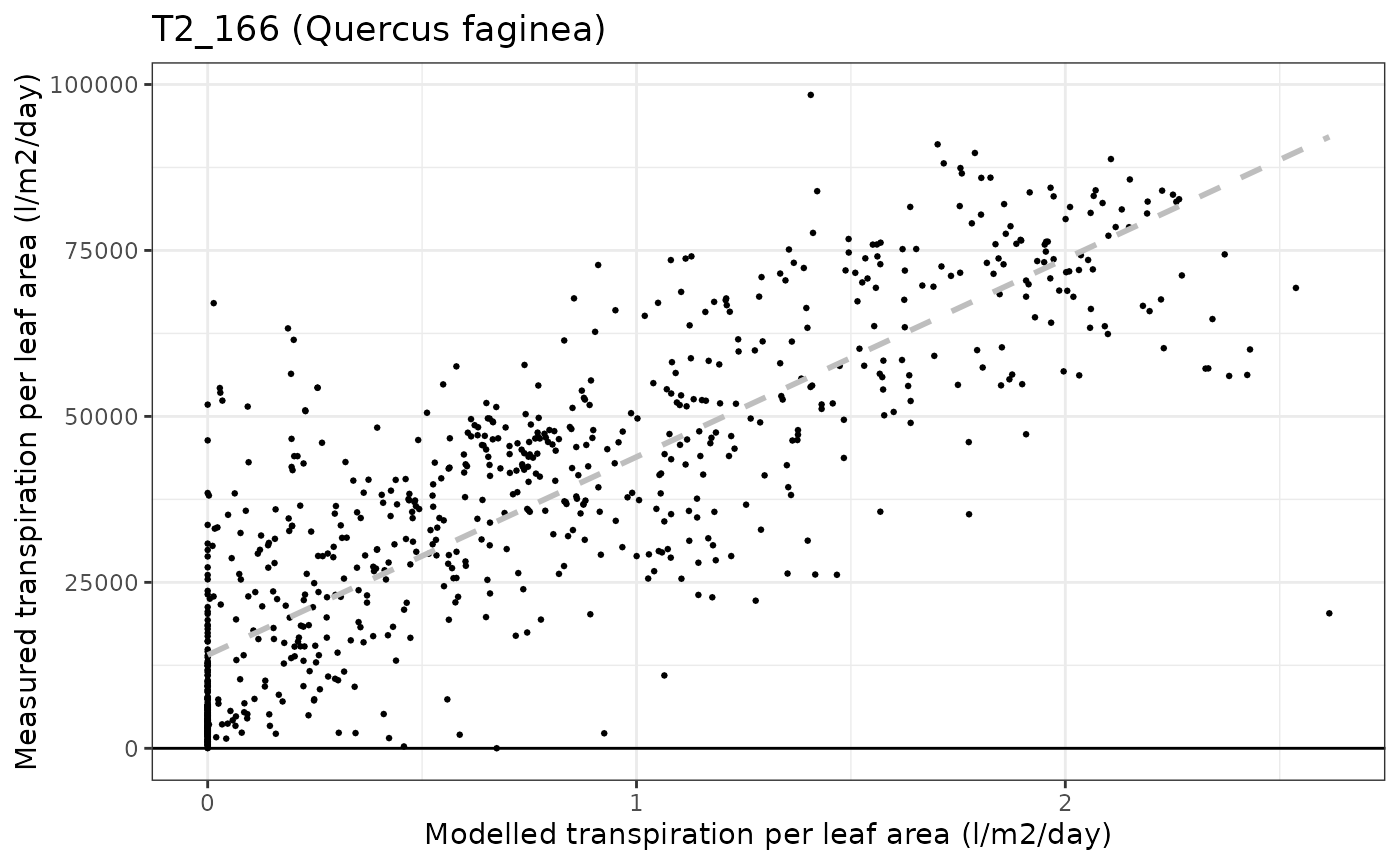 T2_166 (Quercus faginea)
Measured transpiration per leaf area (l/m2/day)
100000
75000
50000
25000
0
0 1 2
Modelled transpiration per leaf area (l/m2/day)